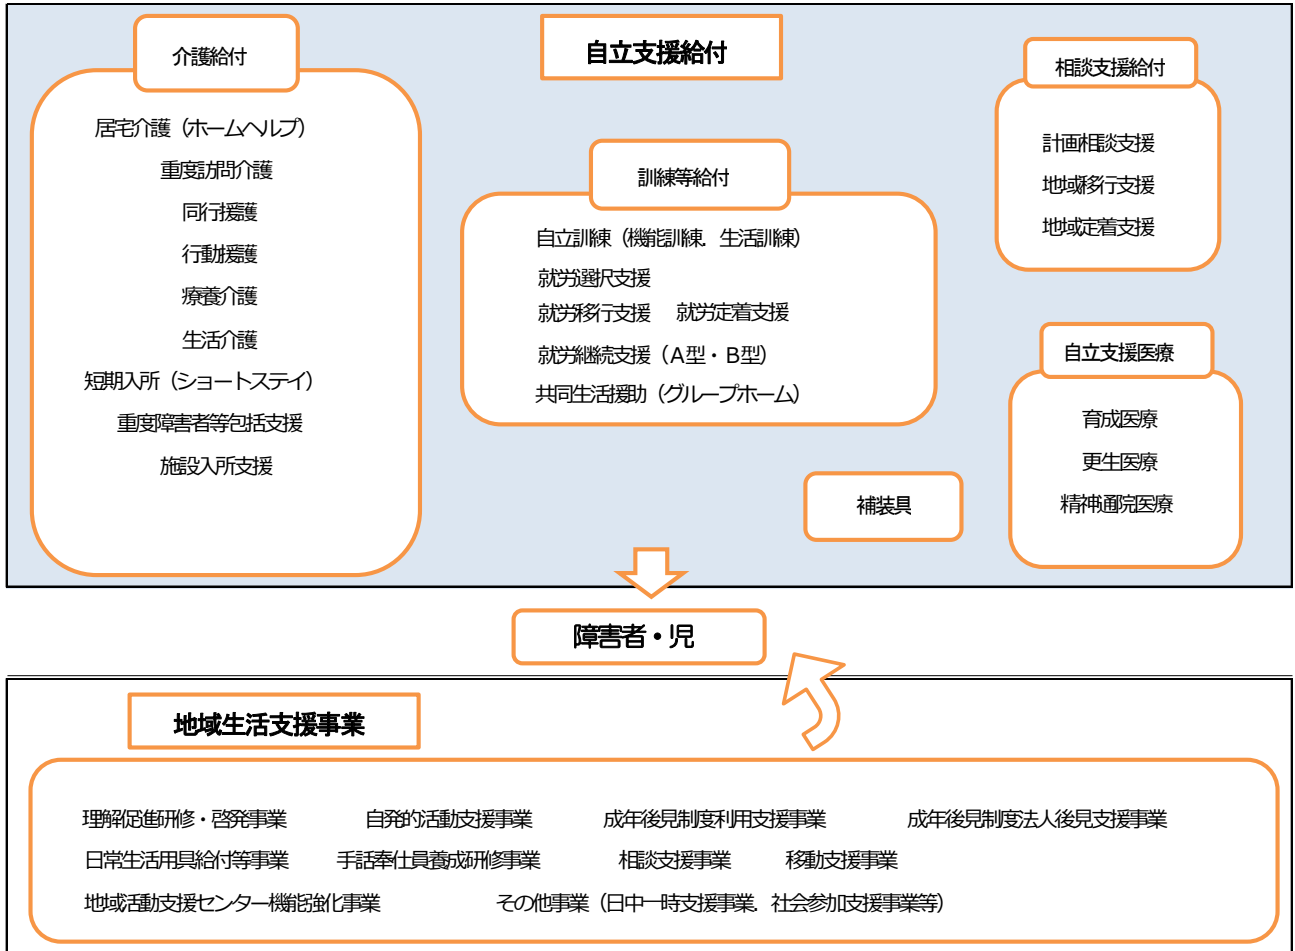 自立支援給付
介護給付
居宅介護（ホームヘルプ）
重度訪問介護
同行援護
行動援護
療養介護
生活介護
短期入所（ショートステイ）
重度障害者等包括支援
施設入所支援
訓練等給付
自立訓練（機能訓練．生活訓練）
就労選択支援
就労移行支援　就労定着支援
就労継続支援（A型・B型）
共同生活援助（グループホーム）
相談支援給付
計画相談支援
地域移行支援
地域定着支援
自立支援医療
育成医療
更生医療
精神通院医療
補装具
障害者・児
地域生活支援事業
理解促進研修・啓発事業　自発的活動支援事業　成年後見制度利用支援事業　成年後見制度法人後見支援事業
日常生活用具給付等事業　手話奉仕員養成研修事業　相談支援事業　移動支援事業
地域活動支援センター機能強化事業　その他事業（日中一時支援事業．社会参加支援事業等）